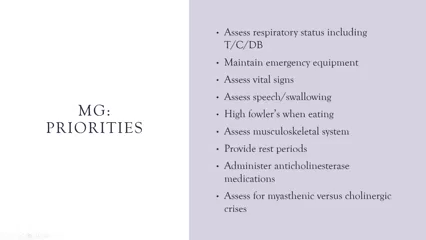 MG:
PRIORITIES
• Assess respiratory status including
T/C/DB
• Maintain emergency equipment
• Assess vital signs
• Assess speech/swallowing
• High fowler's when eating
• Assess musculoskeletal system
• Provide rest periods
• Administer anticholinesterase
medications
• Assess for myasthenic versus cholinergic
crises